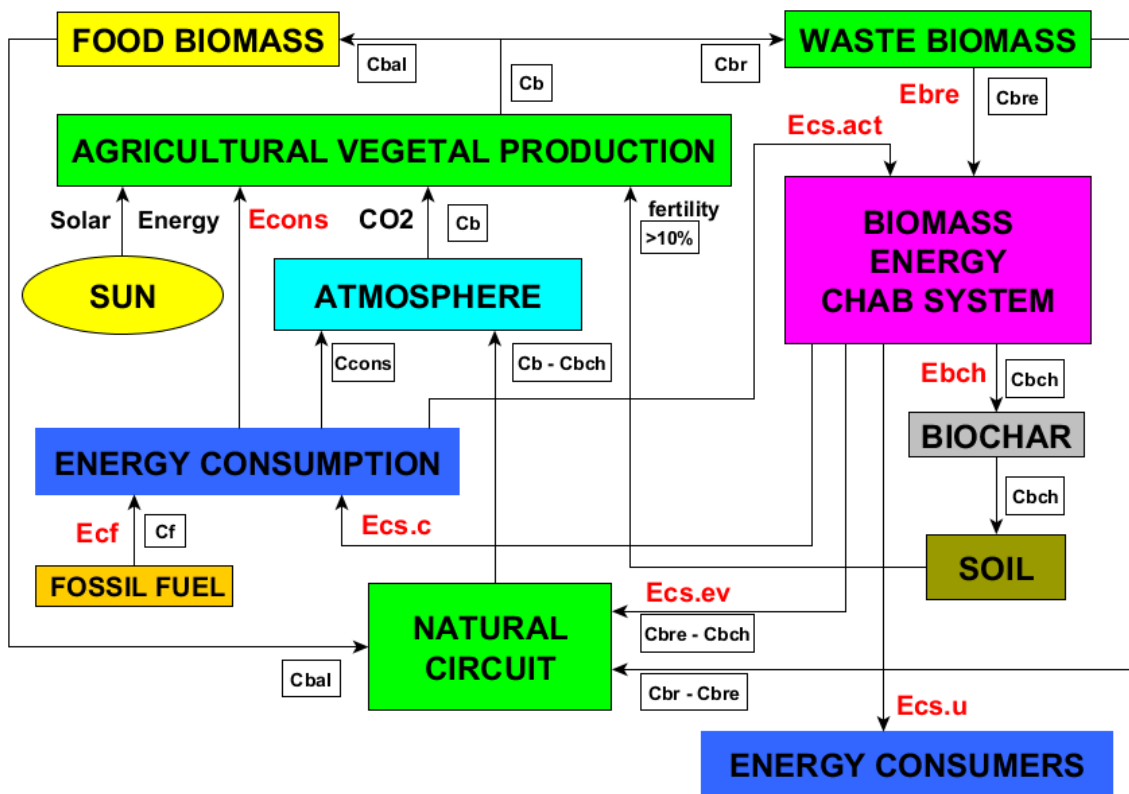 FOOD BIOMASS
WASTE BIOMASS
Cbal
Cbr
Cb
Ebre
Cbre
Ecs.act
AGRICULTURAL VEGETAL PRODUCTION
Solar Energy
Econs
CO2
Cb
fertility
>10%
BIOMASS
ENERGY
CHAB SYSTEM
SUN
ATMOSPHERE
Ccons
Cb - Cbch
Ebch
Cbch
BIOCHAR
ENERGY CONSUMPTION
Cbch
Ecf
Cf
Ecs.c
SOIL
FOSSIL FUEL
Ecs.ev
NATURAL
CIRCUIT
Cbre - Cbch
Cbal
Cbr - Cbre
Ecs.u
ENERGY CONSUMERS